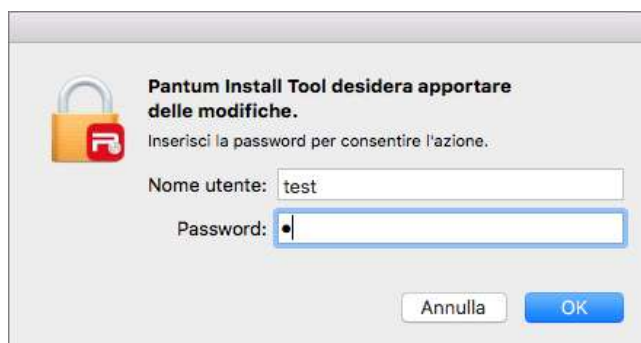 Pantum Install Tool desidera apportare
delle modifiche.
Inserisci la password per consentire l'azione.
Nome utente: test
Password: •
Annulla OK